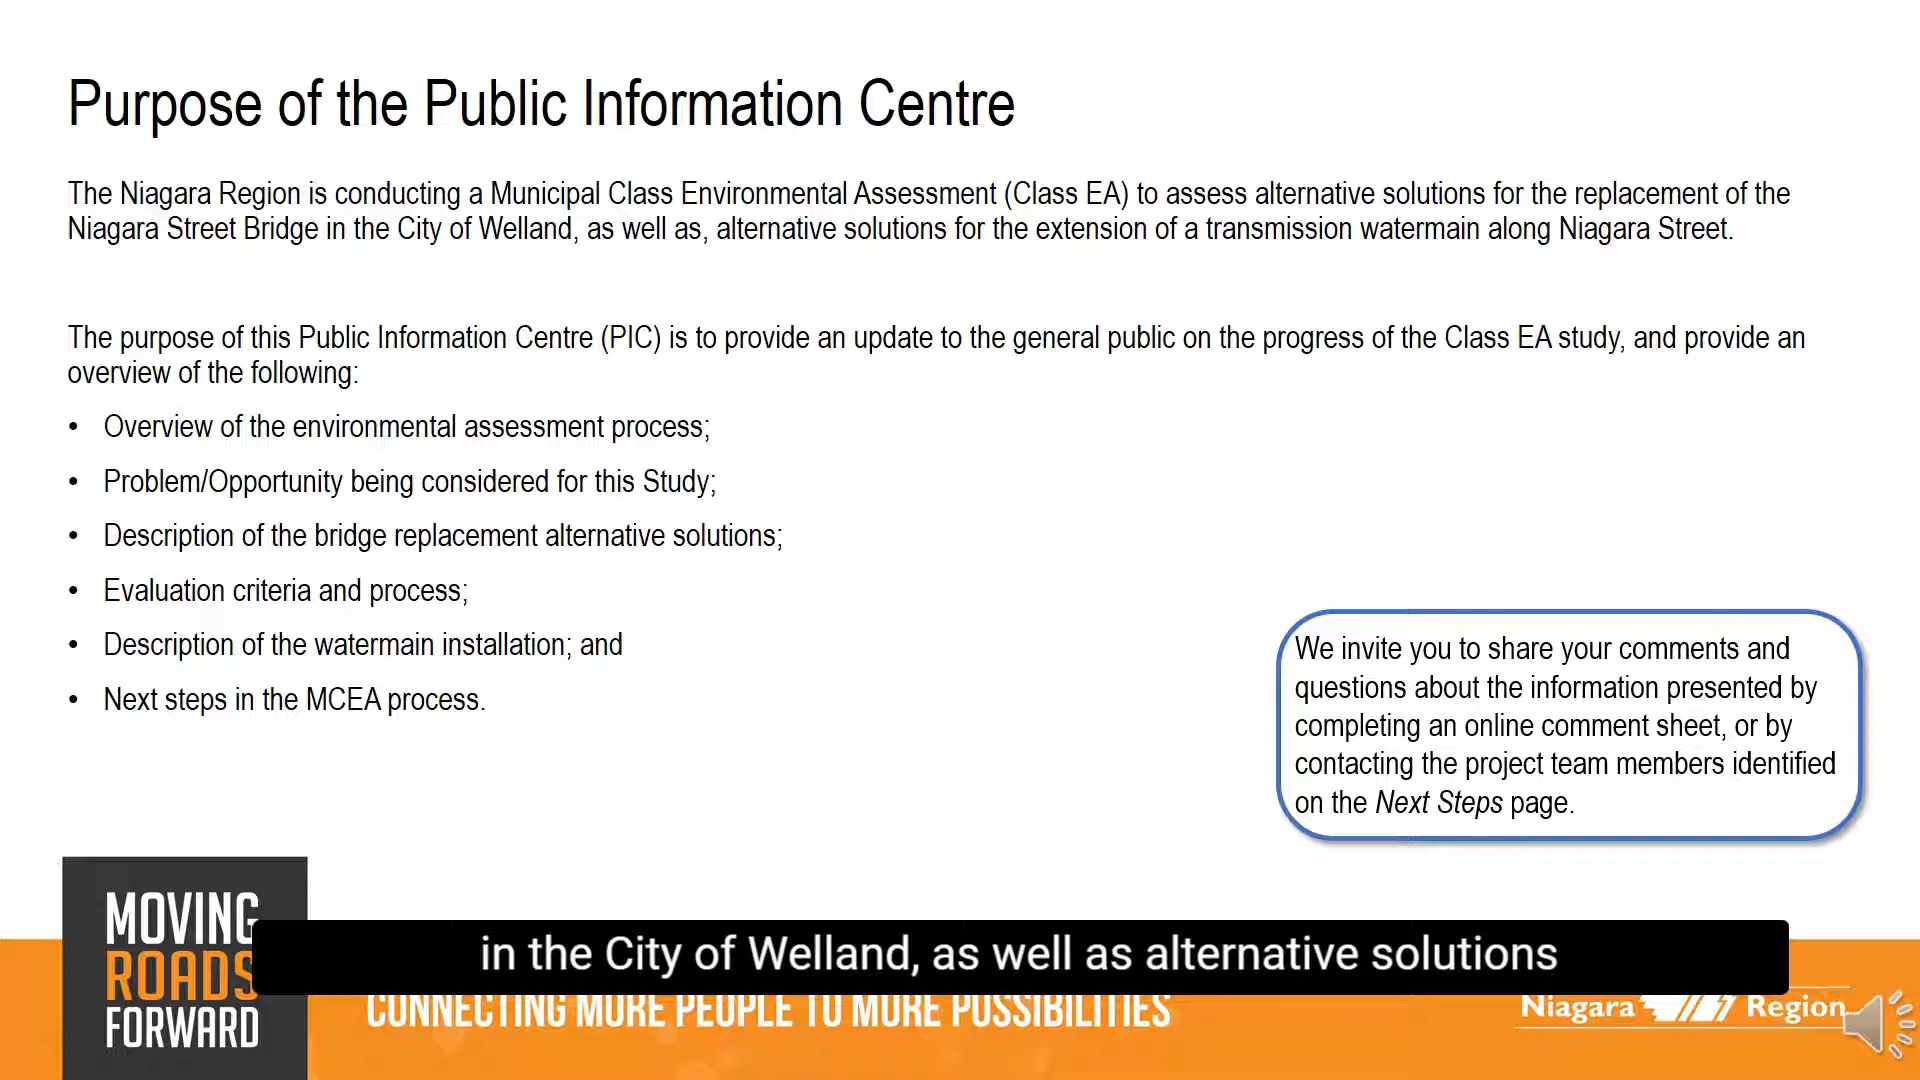 Purpose of the Public Information Centre
The Niagara Region is conducting a Municipal Class Environmental Assessment (Class EA) to assess alternative solutions for the replacement of the
Niagara Street Bridge in the City of Welland, as well as, alternative solutions for the extension of a transmission watermain along Niagara Street.
The purpose of this Public Information Centre (PIC) is to provide an update to the general public on the progress of the Class EA study, and provide an
overview of the following:
• Overview of the environmental assessment process;
• Problem/Opportunity being considered for this Study;
• Description of the bridge replacement alternative solutions;
• Evaluation criteria and process;
• Description of the watermain installation; and
• Next steps in the MCEA process.
We invite you to share your comments and
questions about the information presented by
completing an online comment sheet, or by
contacting the project team members identified
on the Next Steps page.
MOVING
ROADS
FORWARD
in the City of Welland, as well as alternative solutions
CONNECTING MORE PEOPLE TO MORE POSSIBILITIES
Niagara Region